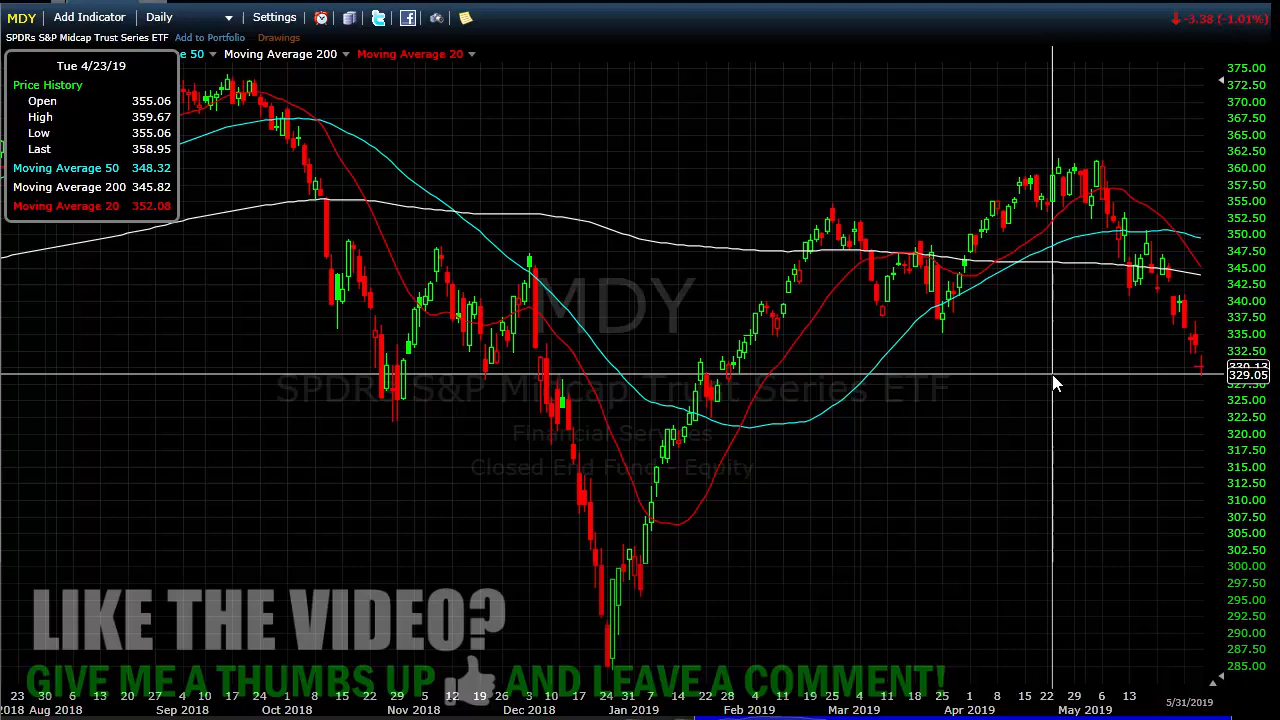 MDY Add Indicator Daily Settings -3.38 (-1.01%)
SPDRs S&P Midcap Trust Series ETF Add to Portfolio Drawings
50 Moving Average 200 Moving Average 20
Tue 4/23/19
Price History
Open 355.06
High 359.67
Low 355.06
Last 358.95
Moving Average 50 348.32
Moving Average 200 345.82
Moving Average 20 352.08
375.00
372.50
370.00
367.50
365.00
362.50
360.00
357.50
355.00
352.50
350.00
347.50
345.00
342.50
340.00
337.50
335.00
332.50
329.05
325.00
322.50
320.00
317.50
315.00
312.50
310.00
307.50
305.00
302.50
300.00
297.50
295.00
292.50
290.00
287.50
285.00
MDY
SPDRs S&P Midcap Trust Series ETF
Financial Services
Closed End Fund - Equity
LIKE THE VIDEO?
GIVE ME A THUMBS UP AND LEAVE A COMMENT!
23 30 6 13 20 27 4 10 17 24 1 8 15 22 29 5 12 19 26 3 10 17 24 31 7 14 22 28 4 11 19 25 4 11 18 25 1 8 15 22 29 6 13
2018 Aug 2018 Sep 2018 Oct 2018 Nov 2018 Dec 2018 Jan 2019 Feb 2019 Mar 2019 Apr 2019 May 2019 5/31/2019